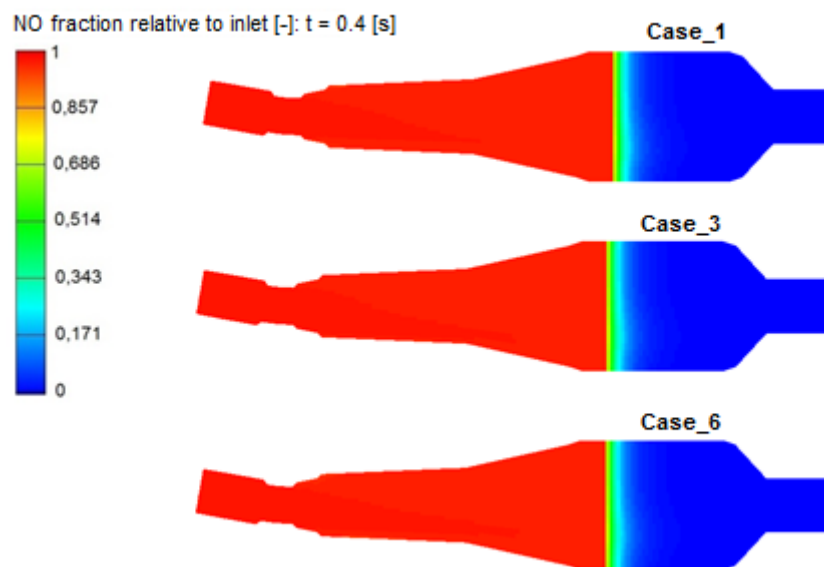 NO fraction relative to inlet [-]: t = 0.4 [s]
Case_1
1
0,857
0,686
0,514
0,343
0,171
0
Case_3
Case_6